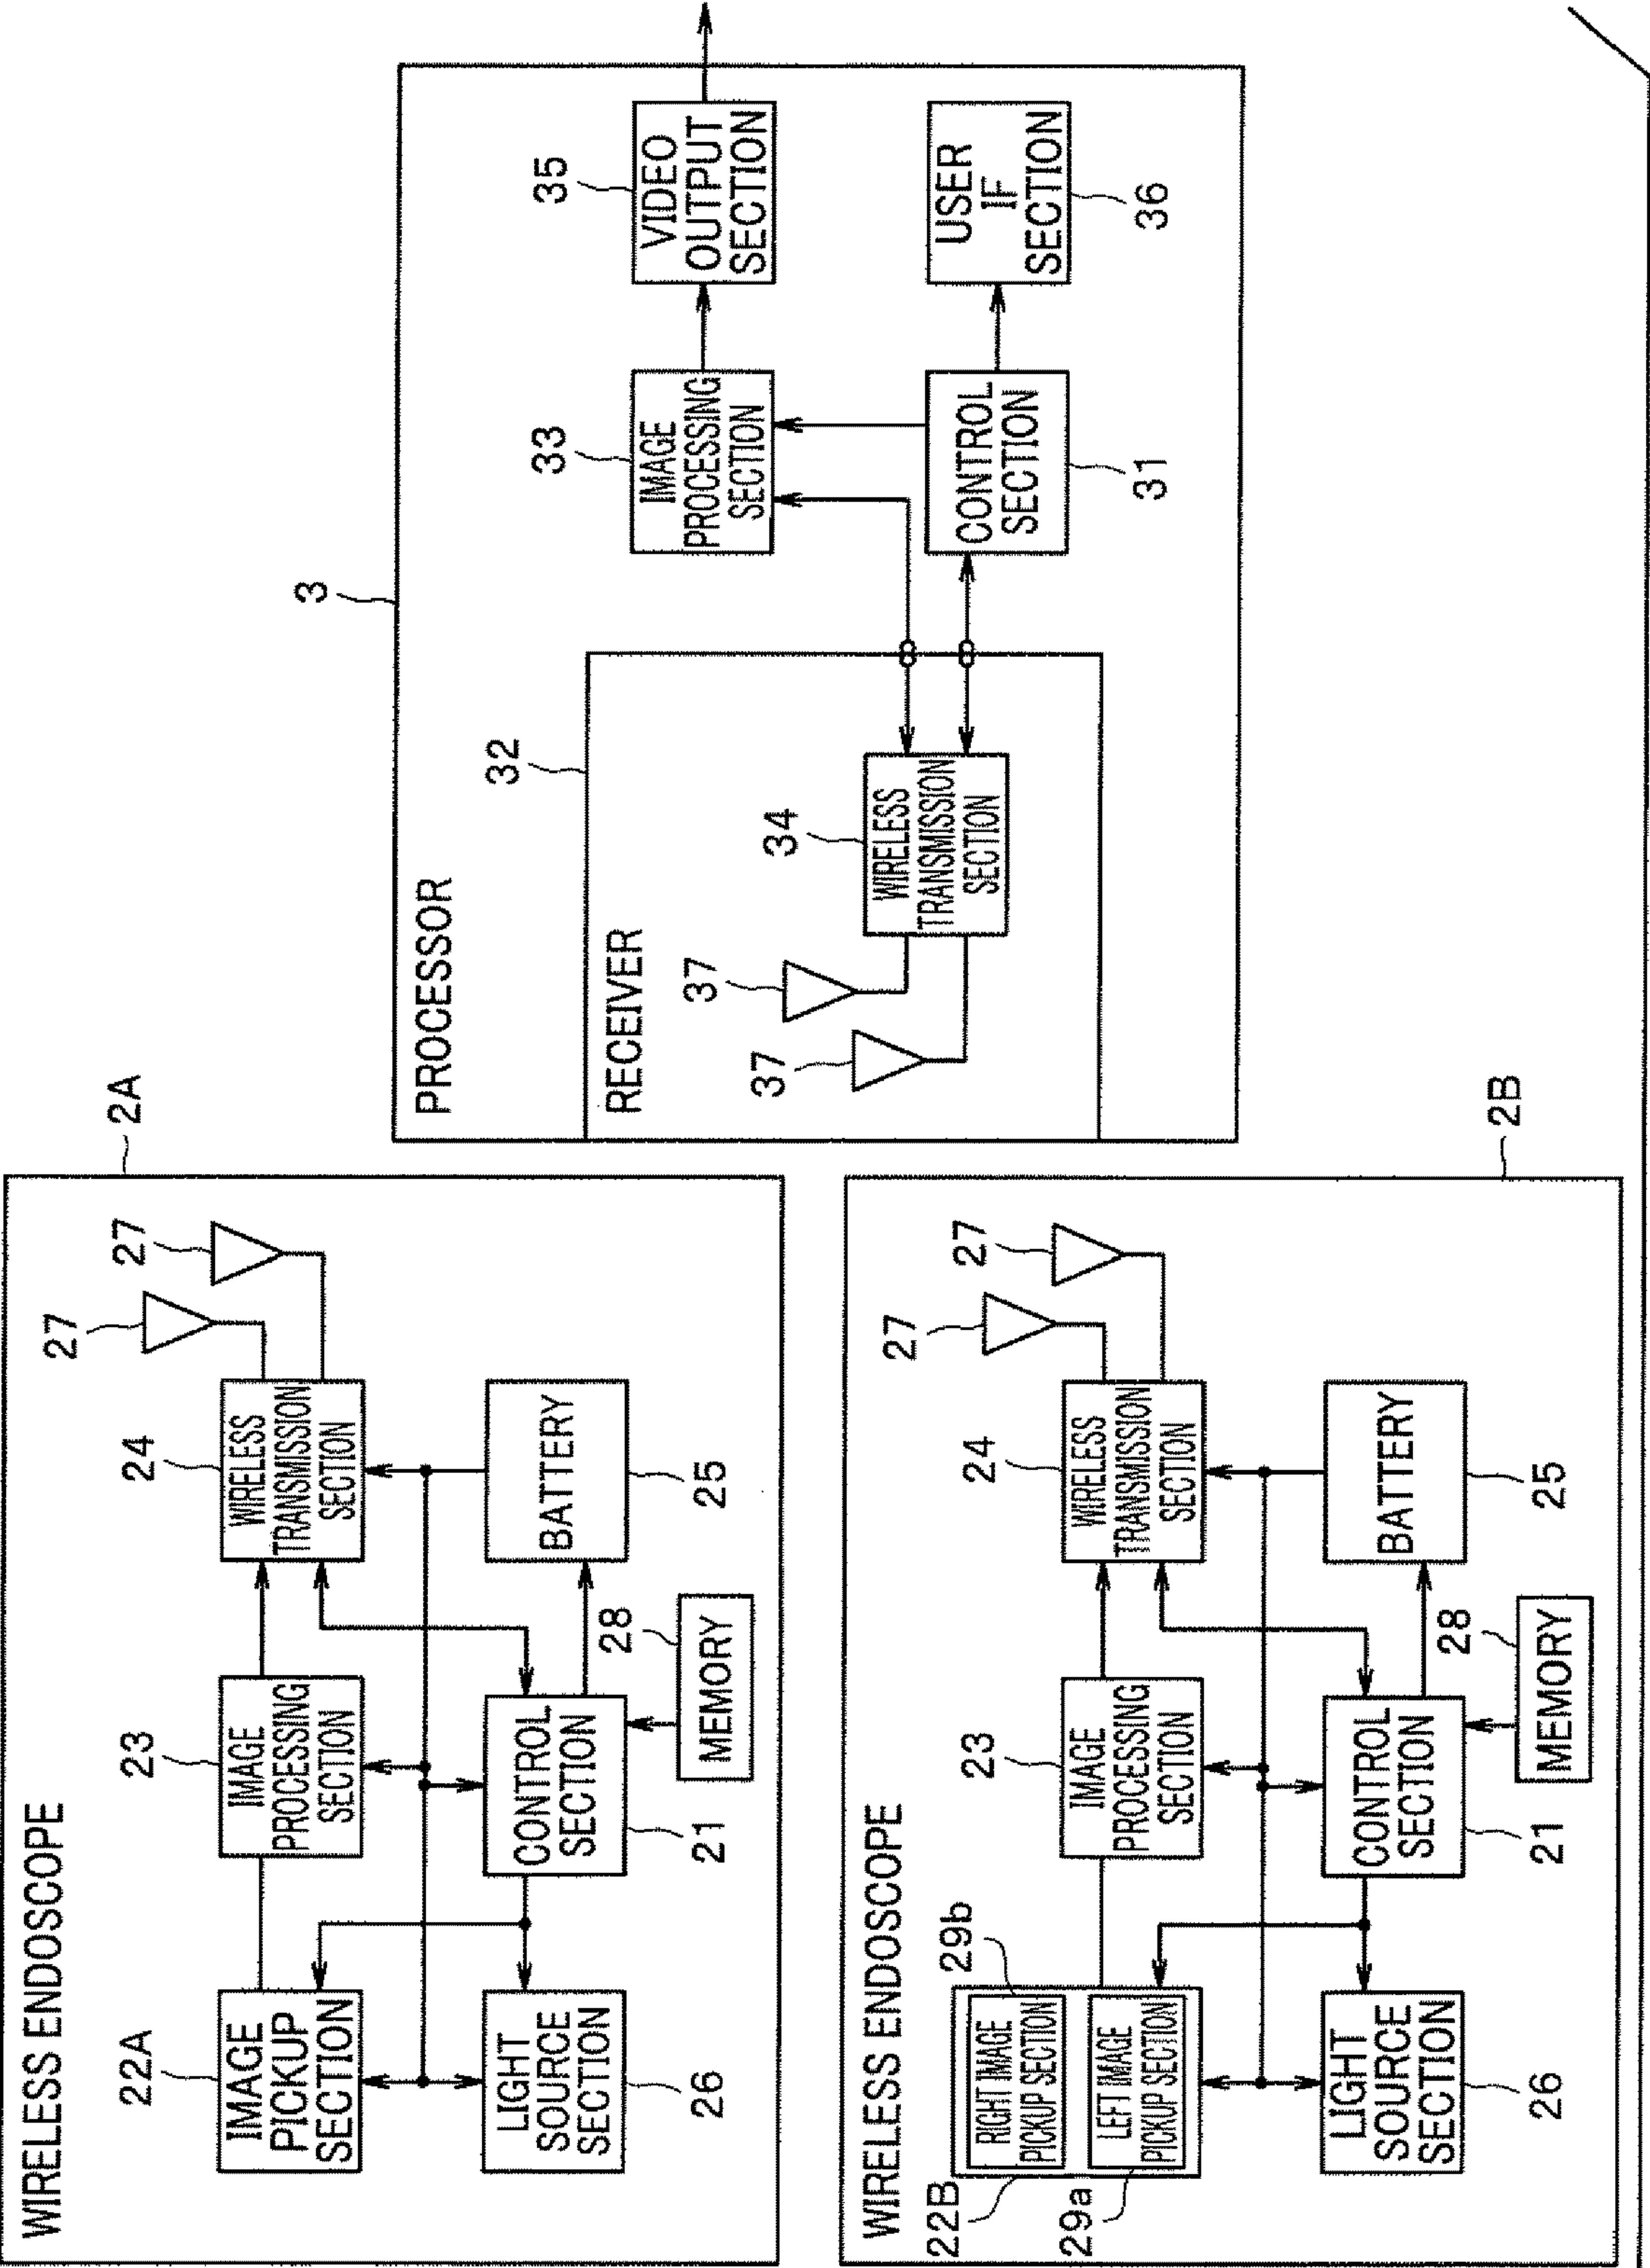 WIRELESS ENDOSCOPE
2A
22A
IMAGE
PICKUP
SECTION
23
IMAGE
PROCESSING
SECTION
24
WIRELESS
TRANSMISSION
SECTION
27
27
LIGHT
SOURCE
SECTION
26
CONTROL
SECTION
21
BATTERY
25
28
MEMORY
WIRELESS ENDOSCOPE
2B
22B
RIGHT IMAGE
PICKUP SECTION
29b
LEFT IMAGE
PICKUP SECTION
29a
23
IMAGE
PROCESSING
SECTION
24
WIRELESS
TRANSMISSION
SECTION
27
27
LIGHT
SOURCE
SECTION
26
CONTROL
SECTION
21
BATTERY
25
28
MEMORY
3
PROCESSOR
32
RECEIVER
37
37
34
WIRELESS
TRANSMISSION
SECTION
33
IMAGE
PROCESSING
SECTION
35
VIDEO
OUTPUT
SECTION
CONTROL
SECTION
31
USER
IF
SECTION
36